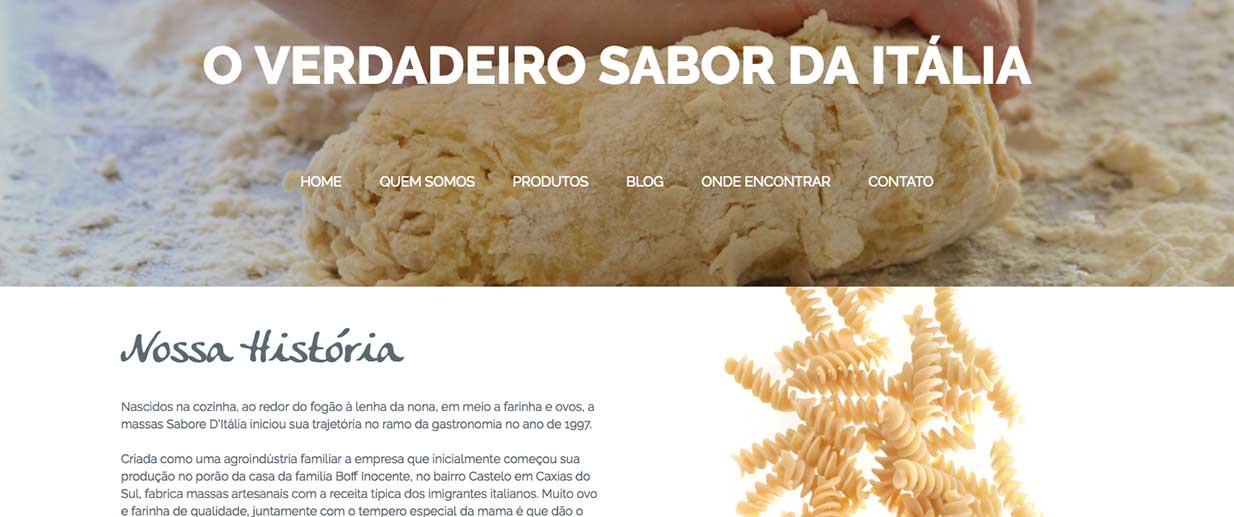 O VERDADEIRO SABOR DA ITÁLIA
HOME QUEM SOMOS PRODUTOS BLOG ONDE ENCONTRAR CONTATO
Nossa História
Nascidos na cozinha, ao redor do fogão à lenha da nona, em meio a farinha e ovos, a
massas Sabore D'Itália iniciou sua trajetória no ramo da gastronomia no ano de 1997.
Criada como uma agroindústria familiar a empresa que inicialmente começou sua
produção no porão da casa da família Boff Inocente, no bairro Castelo em Caxias do
Sul, fabrica massas artesanais com a receita típica dos imigrantes italianos. Muito ovo
e farinha de qualidade, juntamente com o tempero especial da mama é que dão o